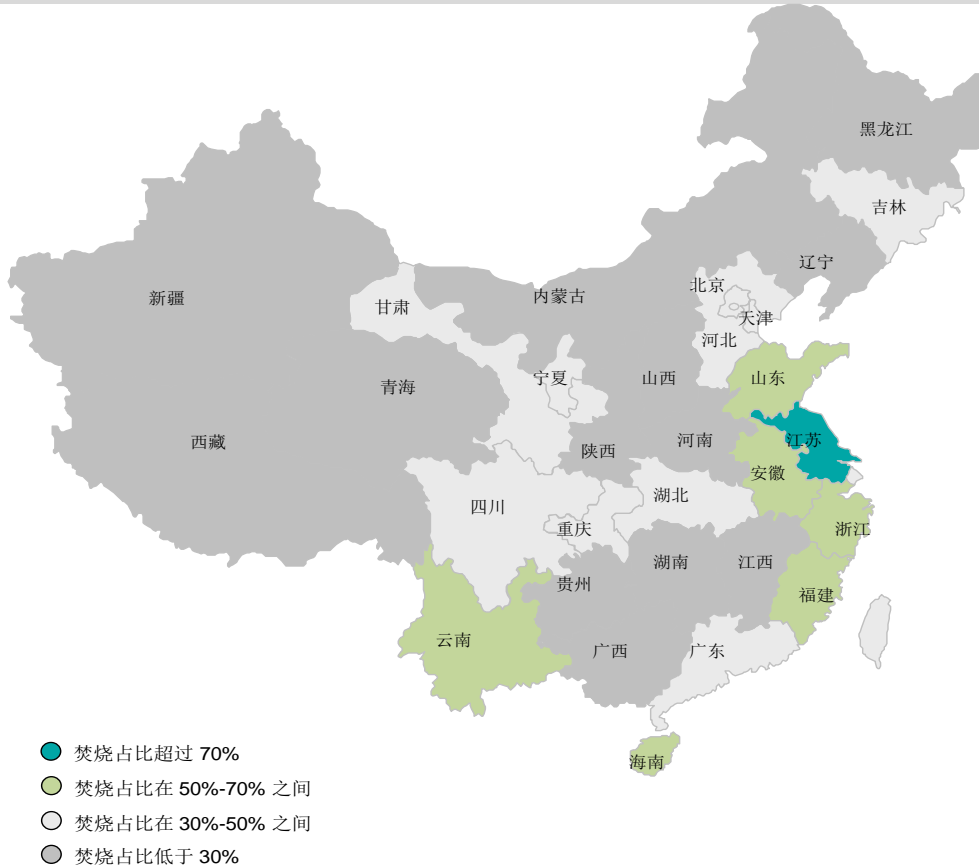 黑龙江
吉林
辽宁
北京
新疆
内蒙古
甘肃
天津
河北
宁夏
山西
山东
青海
西藏
河南
江苏
陕西
安徽
四川
湖北
重庆
浙江
贵州
湖南
江西
福建
云南
广西
广东
海南
焚烧占比超过 70%
焚烧占比在 50%-70% 之间
焚烧占比在 30%-50% 之间
焚烧占比低于 30%